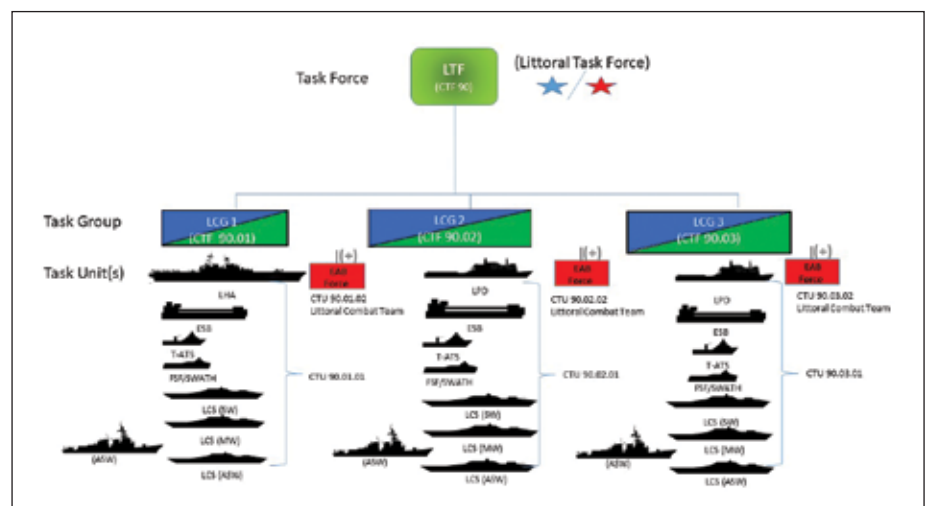 Task Force
LTF
(CTF 90)
(Littoral Task Force)
Task Group
LCG 1
(CTF 90.01)
LCG 2
(CTF 90.02)
LCG 3
(CTF 90.03)
Task Unit(s)
||(+)
EAB
Force
CTU 90.01.02
Littoral Combat Team
LHA
ESB
T-ATS
FSF/SWATH
LCS (SW)
LCS (MW)
(ASW)
LCS (ASW)
CTU 90.01.01
||(+)
EAB
Force
CTU 90.02.02
Littoral Combat Team
LPD
ESB
T-ATS
FSF/SWATH
LCS (SW)
LCS (MW)
(ASW)
LCS (ASW)
CTU 90.02.01
||(+)
EAB
Force
CTU 90.03.02
Littoral Combat Team
LPD
ESB
T-ATS
FSF/SWATH
LCS (SW)
LCS (MW)
(ASW)
LCS (ASW)
CTU 90.03.01